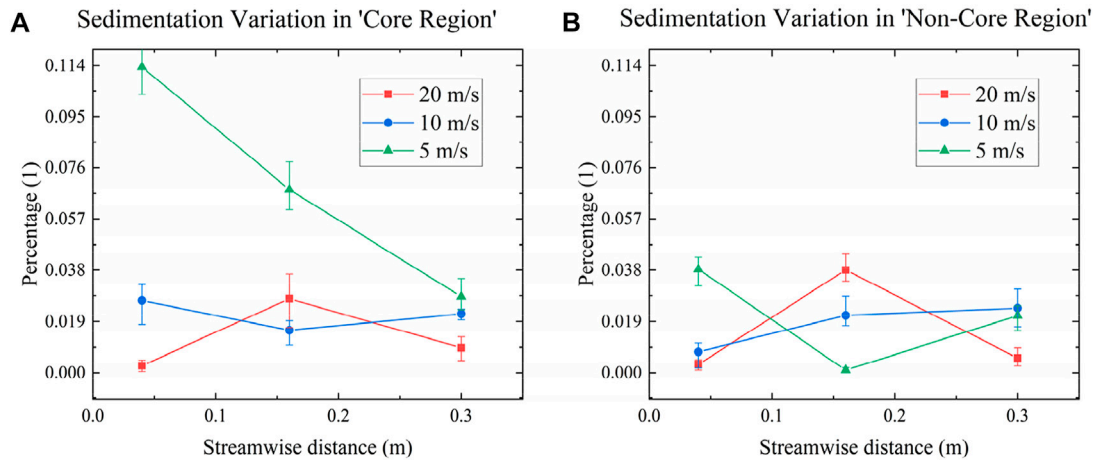 A
Sedimentation Variation in 'Core Region'
Percentage (1)
0.114
0.095
0.076
0.057
0.038
0.019
0.000
20 m/s
10 m/s
5 m/s
0.0 0.1 0.2 0.3
Streamwise distance (m)
B
Sedimentation Variation in 'Non-Core Region'
Percentage (1)
0.114
0.095
0.076
0.057
0.038
0.019
0.000
20 m/s
10 m/s
5 m/s
0.0 0.1 0.2 0.3
Streamwise distance (m)